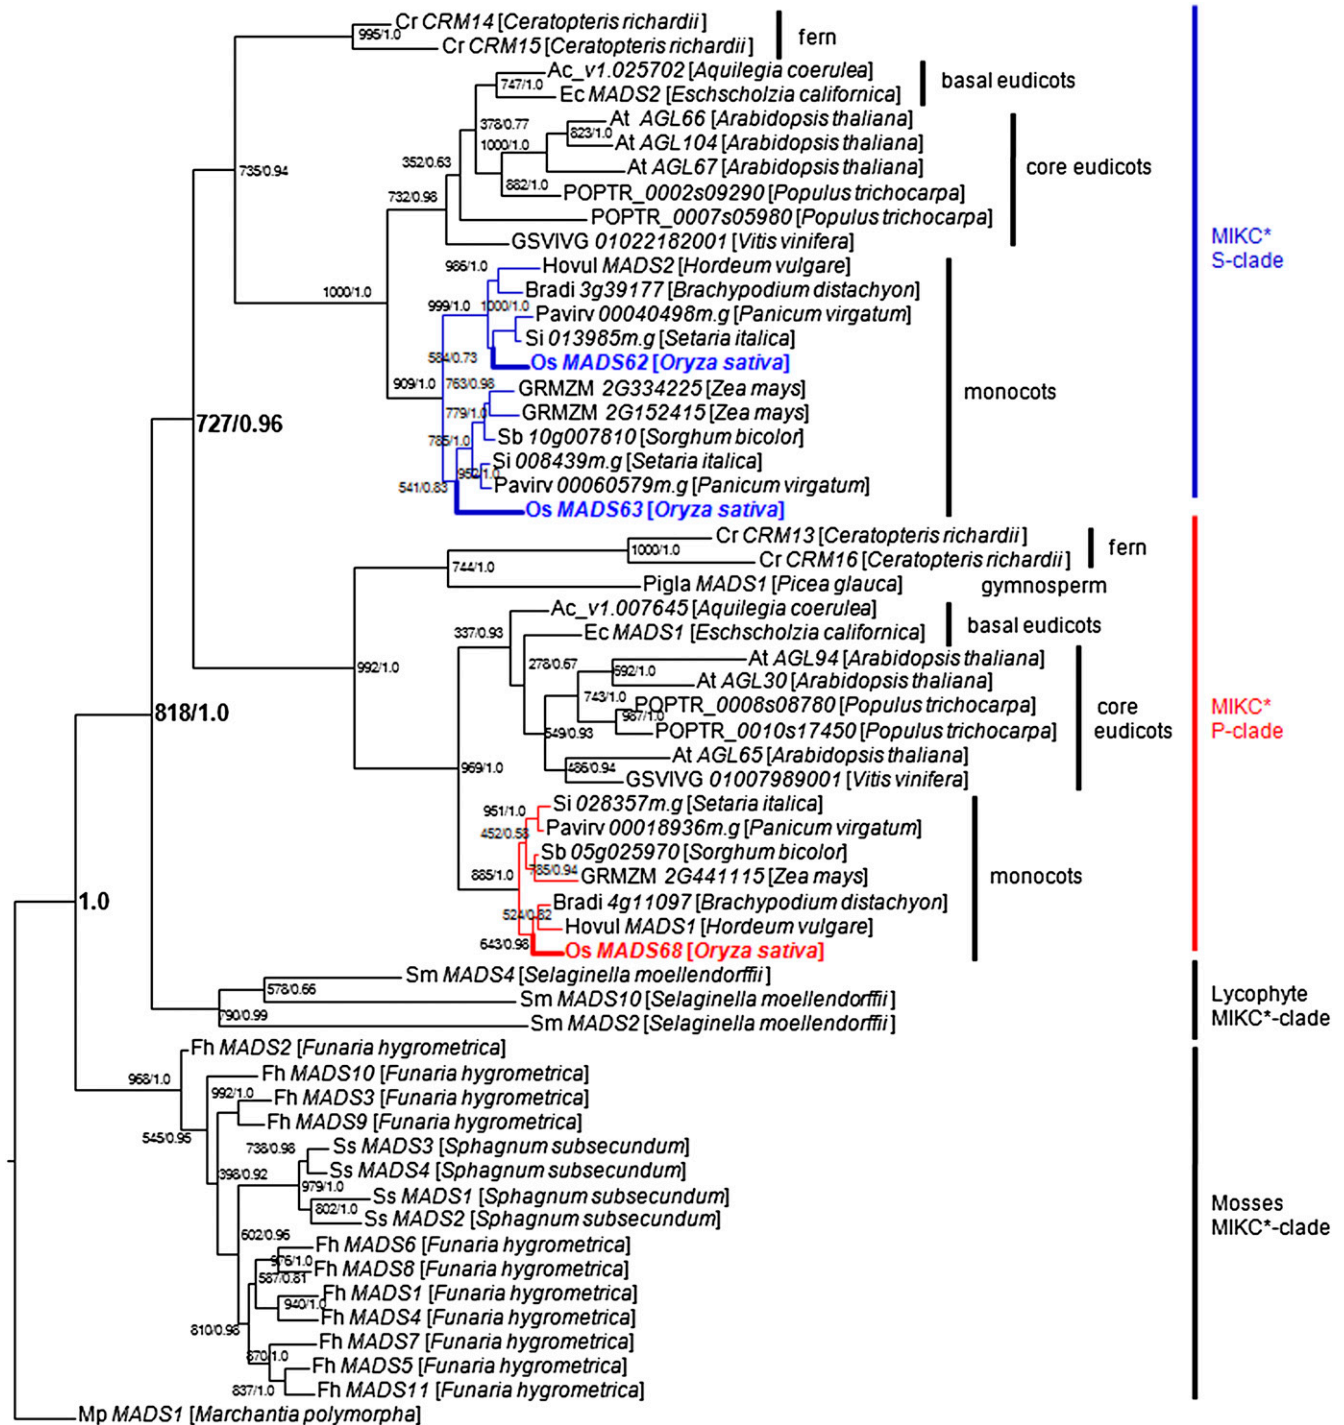 Cr CRM14 [Ceratopteris richardii]
995/1.0
Cr CRM15 [Ceratopteris richardii]
fern
Ac_v1.025702 [Aquilegia coerulea]
747/1.0
Ec MADS2 [Eschscholzia californica]
basal eudicots
378/0.77
At AGL66 [Arabidopsis thaliana]
823/1.0
At AGL104 [Arabidopsis thaliana]
1000/1.0
At AGL67 [Arabidopsis thaliana]
core eudicots
352/0.63
735/0.94
882/1.0
POPTR_0002s09290 [Populus trichocarpa]
732/0.98
POPTR_0007s05980 [Populus trichocarpa]
GSVIVG 01022182001 [Vitis vinifera]
MIKC*
S-clade
986/1.0
Hovul MADS2 [Hordeum vulgare]
1000/1.0
Bradi 3g39177 [Brachypodium distachyon]
999/1.0
1000/1.0
Pavirv 00040498m.g [Panicum virgatum]
Si 013985m.g [Setaria italica]
584/0.73
Os MADS62 [Oryza sativa]
909/1.0
763/0.98
GRMZM 2G334225 [Zea mays]
monocots
779/1.0
GRMZM 2G152415 [Zea mays]
727/0.96
785/1.0
Sb 10g007810 [Sorghum bicolor]
Si 008439m.g [Setaria italica]
952/1.0
541/0.83
Pavirv 00060579m.g [Panicum virgatum]
Os MADS63 [Oryza sativa]
Cr CRM13 [Ceratopteris richardii]
1000/1.0
fern
Cr CRM16 [Ceratopteris richardii]
744/1.0
Pigla MADS1 [Picea glauca]
gymnosperm
Ac_v1.007645 [Aquilegia coerulea]
337/0.93
Ec MADS1 [Eschscholzia californica]
basal eudicots
992/1.0
278/0.67
At AGL94 [Arabidopsis thaliana]
692/1.0
At AGL30 [Arabidopsis thaliana]
743/1.0
POPTR_0008s08780 [Populus trichocarpa]
987/1.0
818/1.0
POPTR_0010s17450 [Populus trichocarpa]
core
eudicots
MIKC*
P-clade
549/0.93
At AGL65 [Arabidopsis thaliana]
969/1.0
486/0.94
GSVIVG 01007989001 [Vitis vinifera]
951/1.0
Si 028357m.g [Setaria italica]
452/0.58
Pavirv 00018936m.g [Panicum virgatum]
Sb 05g025970 [Sorghum bicolor]
785/0.94
885/1.0
GRMZM 2G441115 [Zea mays]
monocots
1.0
Bradi 4g11097 [Brachypodium distachyon]
524/0.82
Hovul MADS1 [Hordeum vulgare]
643/0.98
Os MADS68 [Oryza sativa]
Sm MADS4 [Selaginella moellendorffii]
578/0.66
Sm MADS10 [Selaginella moellendorffii]
790/0.99
Sm MADS2 [Selaginella moellendorffii]
Lycophyte
MIKC*-clade
Fh MADS2 [Funaria hygrometrica]
968/1.0
Fh MADS10 [Funaria hygrometrica]
992/1.0
Fh MADS3 [Funaria hygrometrica]
Fh MADS9 [Funaria hygrometrica]
545/0.95
738/0.98
Ss MADS3 [Sphagnum subsecundum]
398/0.92
Ss MADS4 [Sphagnum subsecundum]
979/1.0
Ss MADS1 [Sphagnum subsecundum]
802/1.0
Ss MADS2 [Sphagnum subsecundum]
Mosses
MIKC*-clade
602/0.96
Fh MADS6 [Funaria hygrometrica]
976/1.0
Fh MADS8 [Funaria hygrometrica]
587/0.81
Fh MADS1 [Funaria hygrometrica]
940/1.0
Fh MADS4 [Funaria hygrometrica]
810/0.98
Fh MADS7 [Funaria hygrometrica]
870/1.0
Fh MADS5 [Funaria hygrometrica]
837/1.0
Fh MADS11 [Funaria hygrometrica]
Mp MADS1 [Marchantia polymorpha]